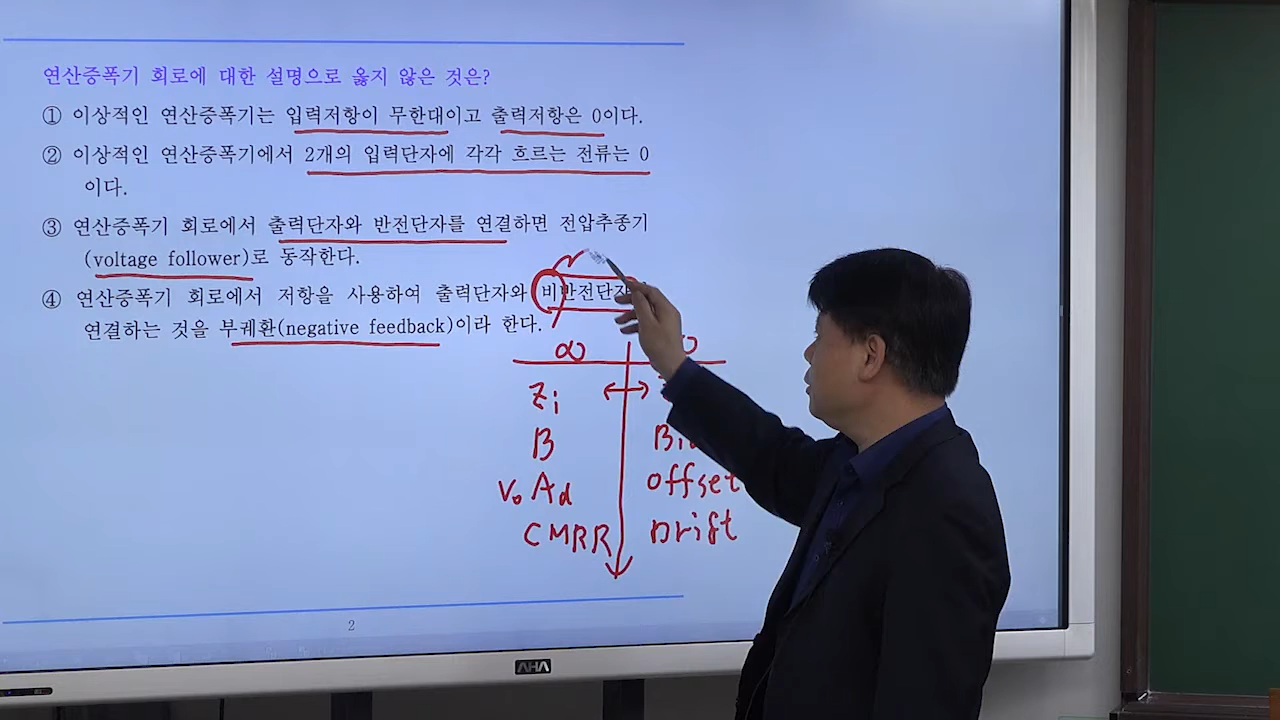 연산증폭기 회로에 대한 설명으로 옳지 않은 것은?
① 이상적인 연산증폭기는 입력저항이 무한대이고 출력저항은 0이다.
② 이상적인 연산증폭기에서 2개의 입력단자에 각각 흐르는 전류는 0
이다.
③ 연산증폭기 회로에서 출력단자와 반전단자를 연결하면 전압추종기
(voltage follower)로 동작한다.
④ 연산증폭기 회로에서 저항을 사용하여 출력단자와 비반전단자
연결하는 것을 부궤환(negative feedback)이라 한다.
∞ 0
Zi
B
Vo Ad offset
CMRR Drift
2
AHA